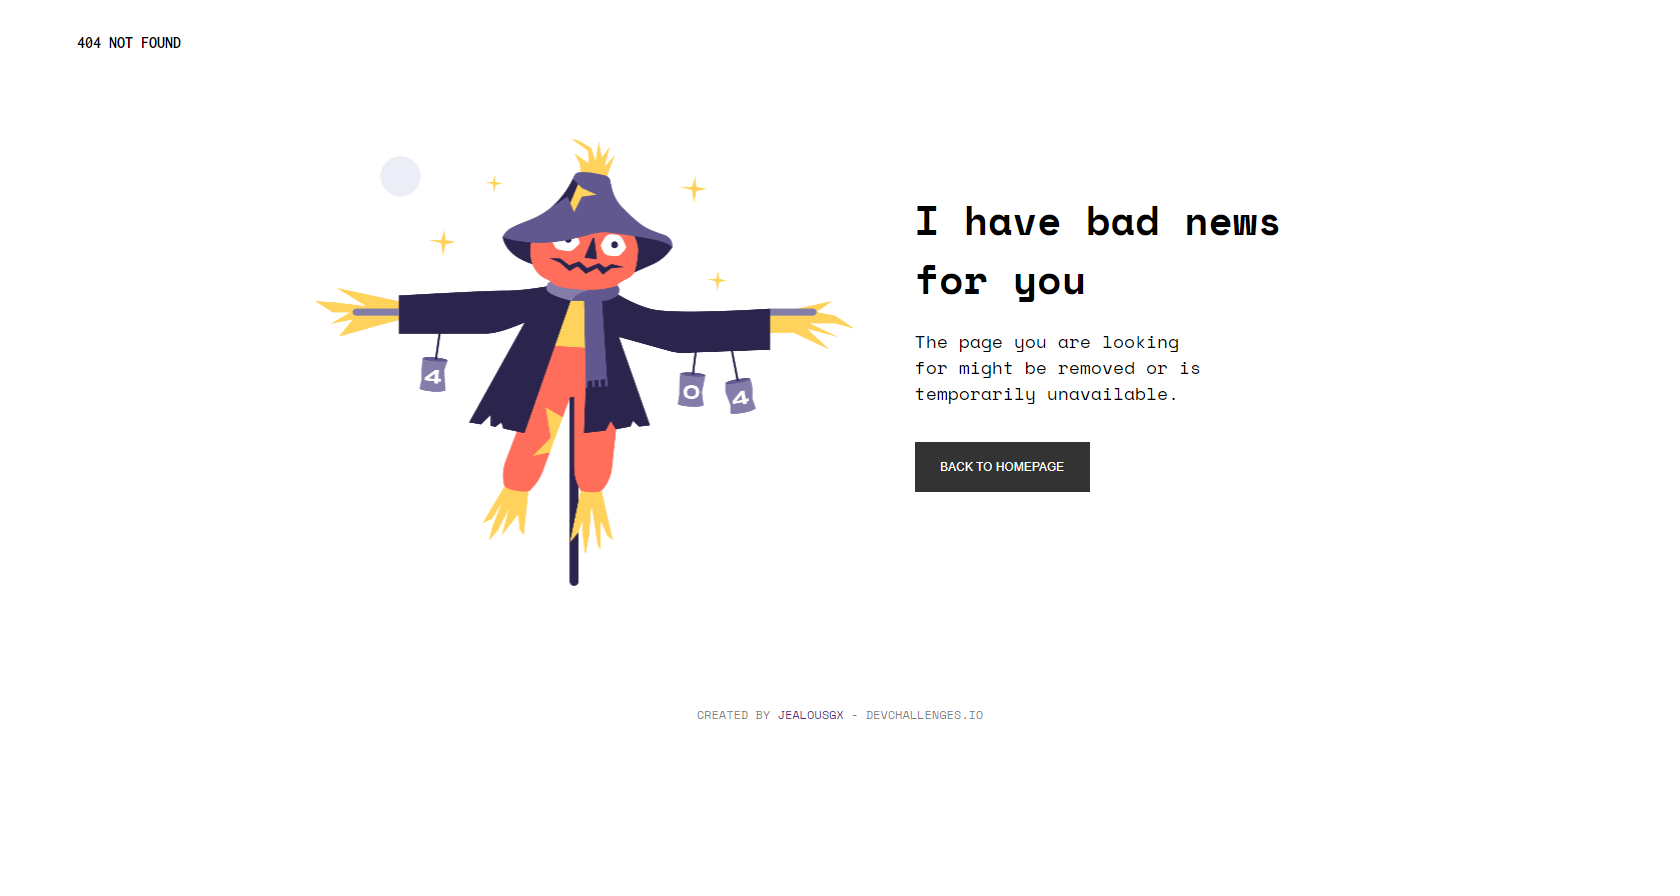 404 NOT FOUND
I have bad news
for you
The page you are looking
for might be removed or is
temporarily unavailable.
4
0
4
BACK TO HOMEPAGE
CREATED BY JEALOUSGX - DEVCHALLENGES.IO